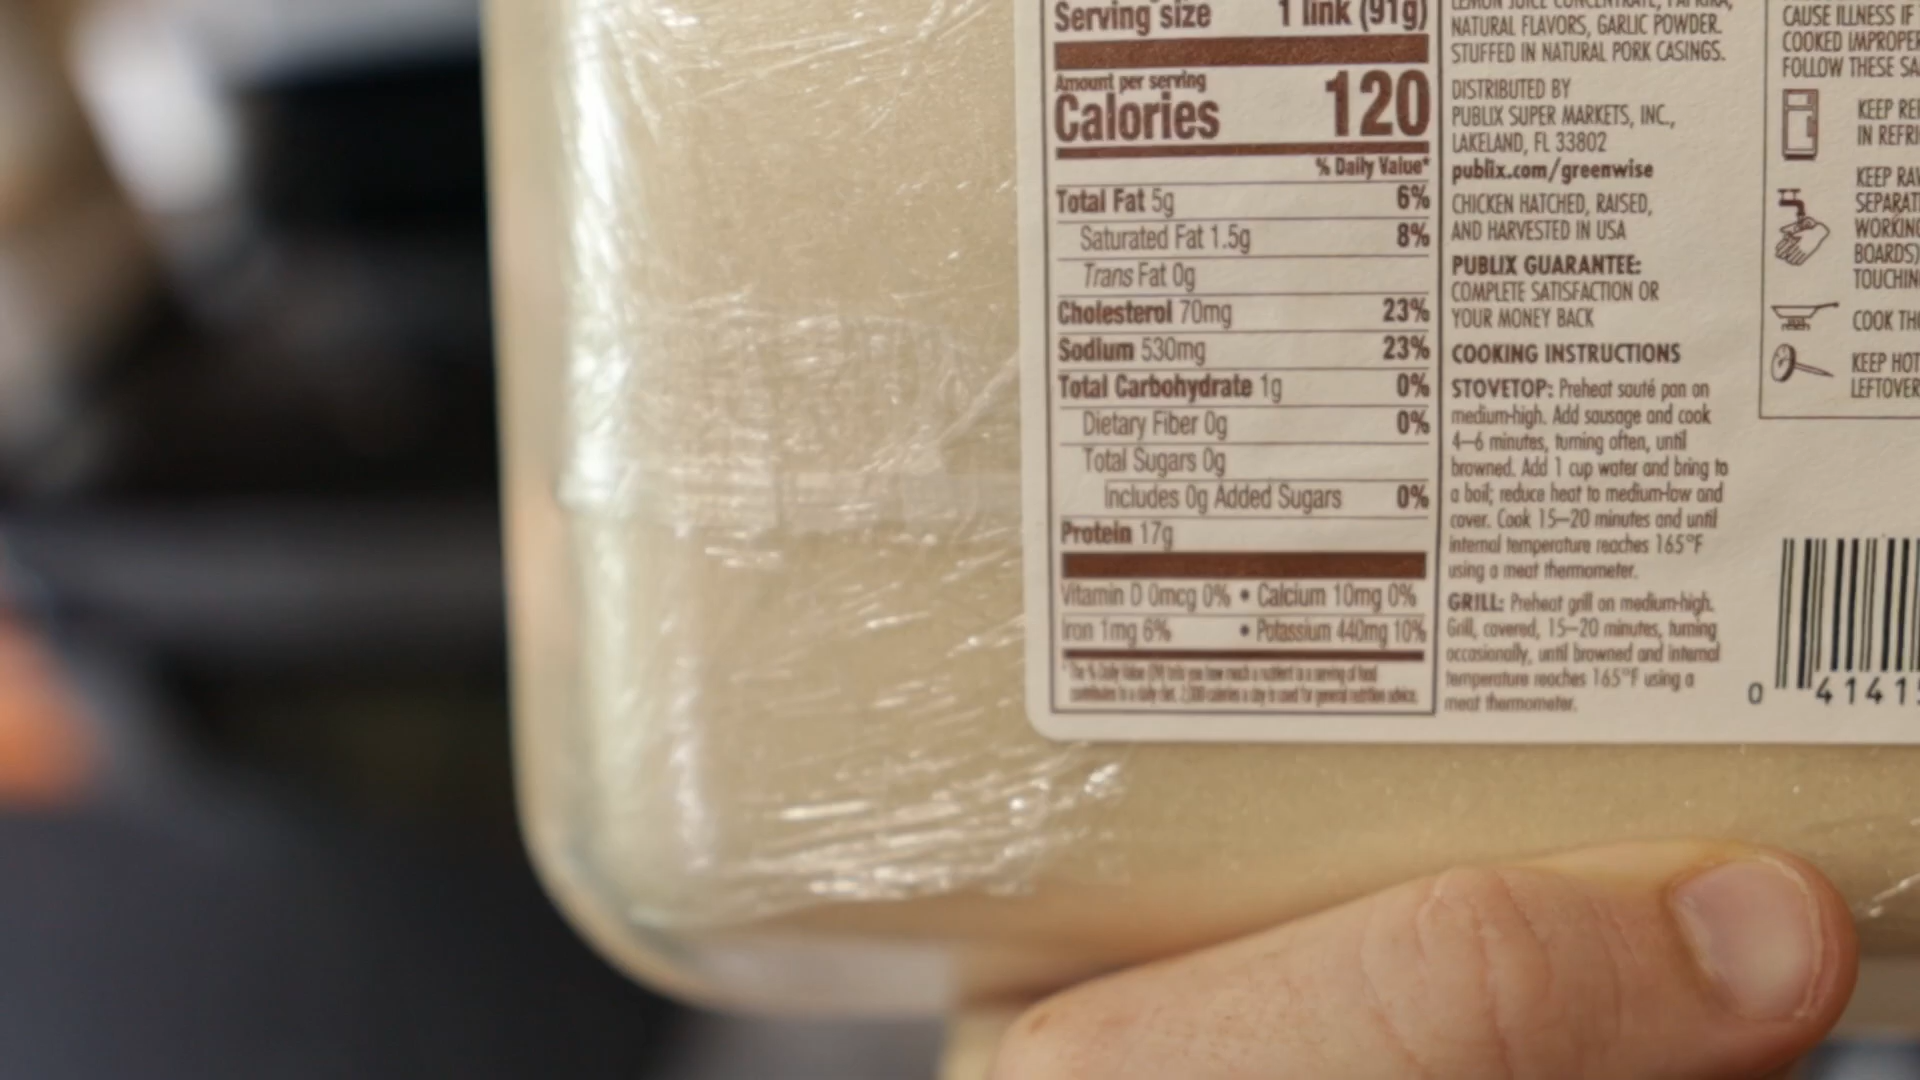 Serving size 1 link (91g)
Amount per serving
Calories 120
% Daily Value*
Total Fat 5g 6%
Saturated Fat 1.5g 8%
Trans Fat 0g
Cholesterol 70mg 23%
Sodium 530mg 23%
Total Carbohydrate 1g 0%
Dietary Fiber 0g 0%
Total Sugars 0g
Includes 0g Added Sugars 0%
Protein 17g
Vitamin D 0mcg 0% • Calcium 10mg 0%
Iron 1mg 6% • Potassium 440mg 10%
*The % Daily Value (DV) tells you how much a nutrient in a serving of food
contributes to a daily diet. 2,000 calories a day is used for general nutrition advice.
LEMON JUICE CONCENTRATE, PAPRIKA,
NATURAL FLAVORS, GARLIC POWDER.
STUFFED IN NATURAL PORK CASINGS.
DISTRIBUTED BY
PUBLIX SUPER MARKETS, INC.,
LAKELAND, FL 33802
publix.com/greenwise
CHICKEN HATCHED, RAISED,
AND HARVESTED IN USA
PUBLIX GUARANTEE:
COMPLETE SATISFACTION OR
YOUR MONEY BACK
COOKING INSTRUCTIONS
STOVETOP: Preheat sauté pan on
medium-high. Add sausage and cook
4–6 minutes, turning often, until
browned. Add 1 cup water and bring to
a boil; reduce heat to medium-low and
cover. Cook 15–20 minutes and until
internal temperature reaches 165°F
using a meat thermometer.
GRILL: Preheat grill on medium-high.
Grill, covered, 15–20 minutes, turning
occasionally, until browned and internal
temperature reaches 165°F using a
meat thermometer.
CAUSE ILLNESS IF
COOKED IMPROPER
FOLLOW THESE SA
KEEP REF
IN REFRI
KEEP RAW
SEPARAT
WORKING
BOARDS)
TOUCHIN
COOK THO
KEEP HOT
LEFTOVER
0 4141